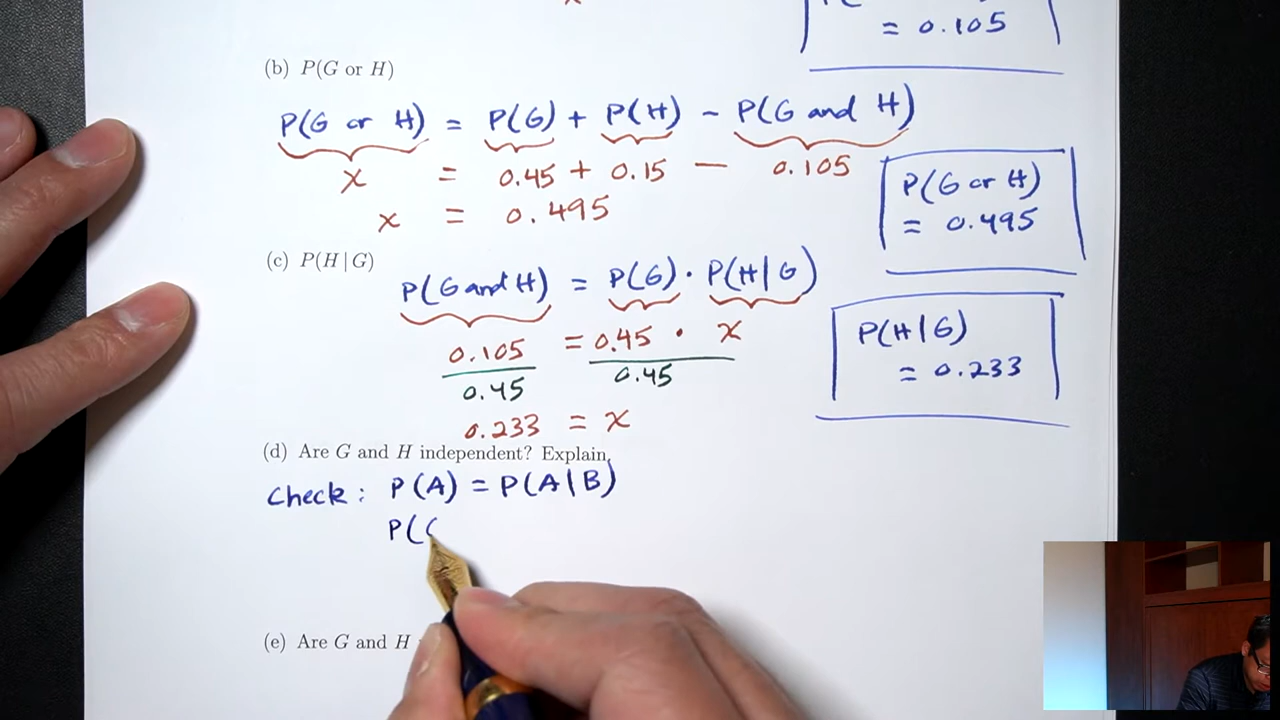 = 0.105
(b) P(G or H)
P(G or H) = P(G) + P(H) - P(G and H)
x = 0.45 + 0.15 - 0.105
x = 0.495
P(G or H)
= 0.495
(c) P(H | G)
P(G and H) = P(G) · P(H | G)
0.105 = 0.45 · x
0.45 0.45
0.233 = x
P(H | G)
= 0.233
(d) Are G and H independent? Explain.
Check: P(A) = P(A | B)
P(
(e) Are G and H